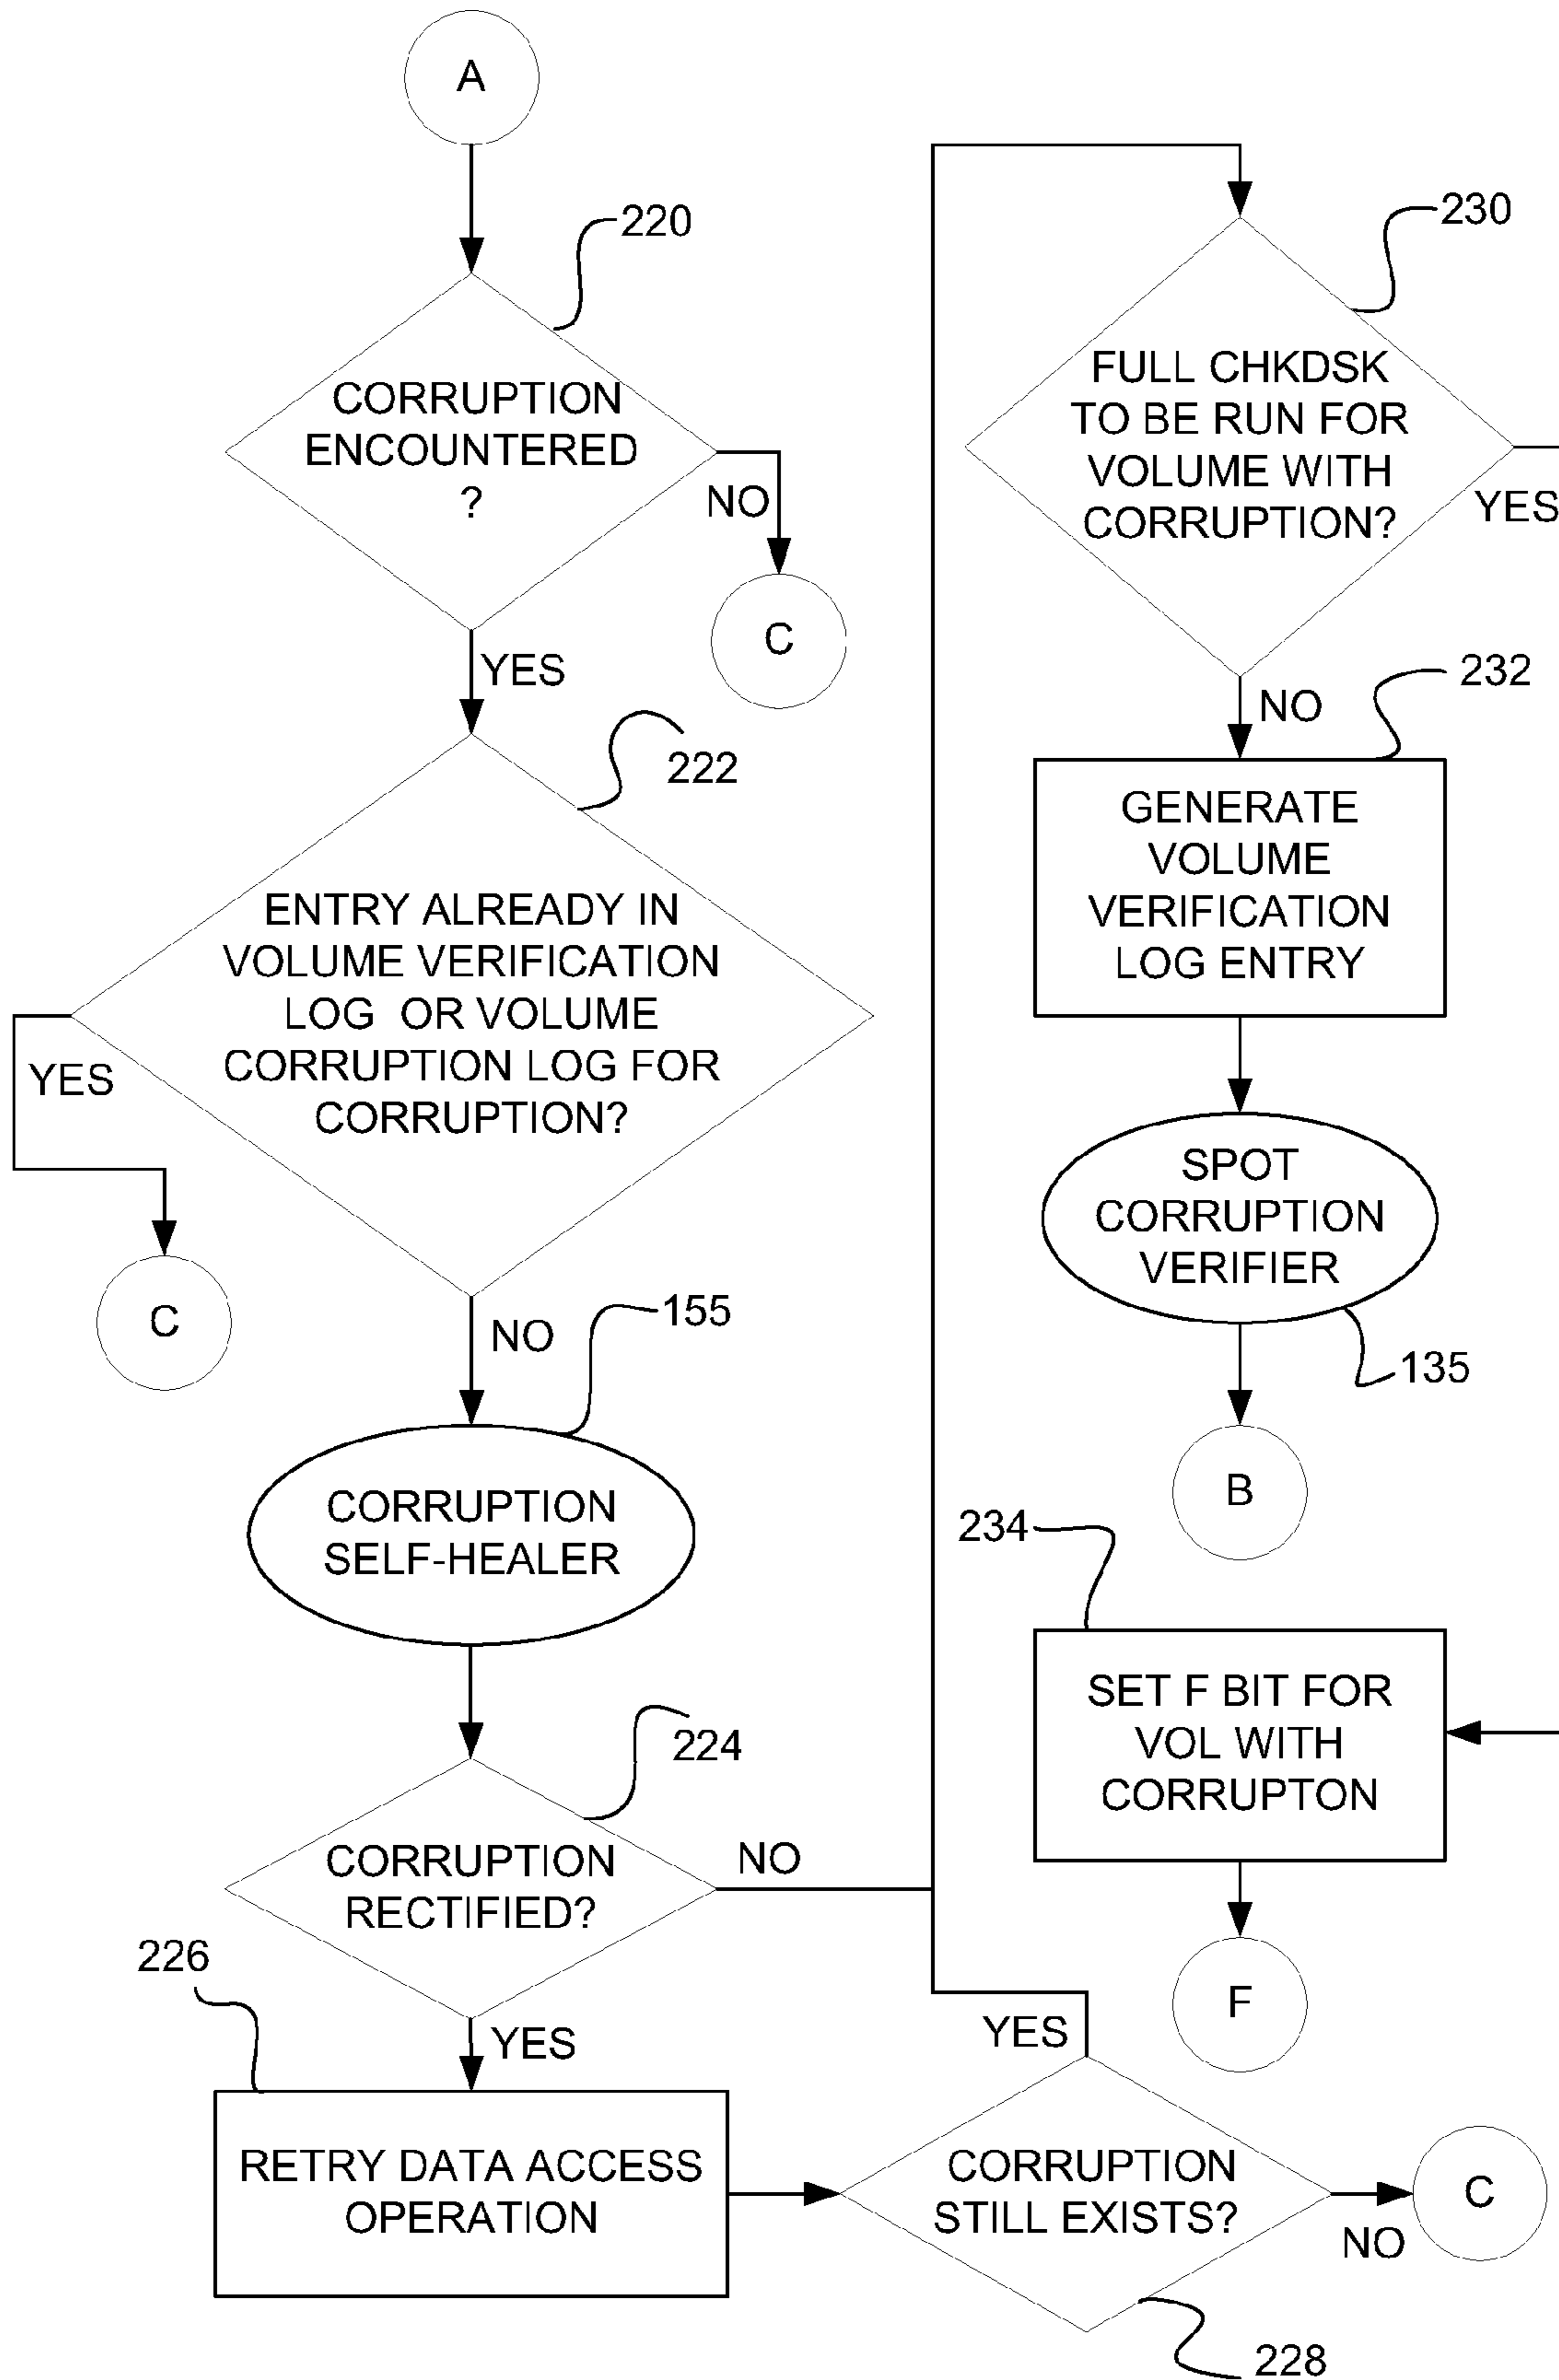 A
220
CORRUPTION
ENCOUNTERED
?
NO
C
YES
222
ENTRY ALREADY IN
VOLUME VERIFICATION
LOG OR VOLUME
CORRUPTION LOG FOR
CORRUPTION?
YES
C
NO
155
CORRUPTION
SELF-HEALER
224
CORRUPTION
RECTIFIED?
NO
226
YES
RETRY DATA ACCESS
OPERATION
230
FULL CHKDSK
TO BE RUN FOR
VOLUME WITH
CORRUPTION?
YES
NO
232
GENERATE
VOLUME
VERIFICATION
LOG ENTRY
SPOT
CORRUPTION
VERIFIER
135
B
234
SET F BIT FOR
VOL WITH
CORRUPTON
F
YES
CORRUPTION
STILL EXISTS?
NO
C
228